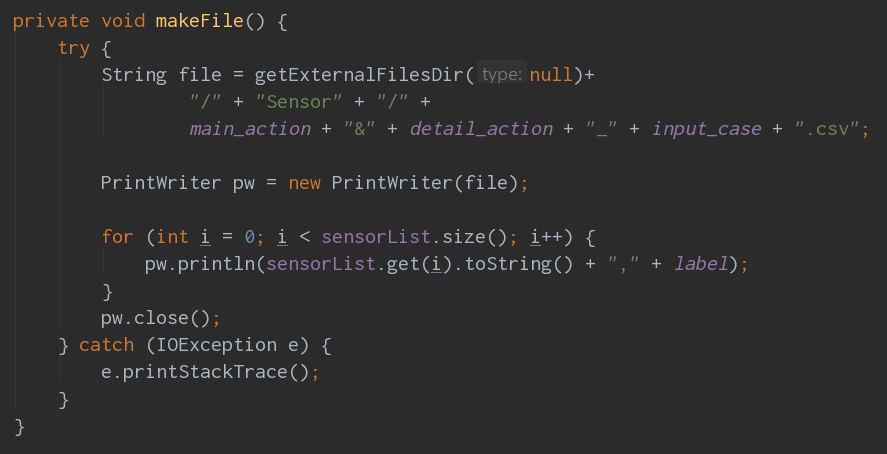 private void makeFile() {
try {
String file = getExternalFilesDir( type: null)+
"/" + "Sensor" + "/" +
main_action + "&" + detail_action + "_" + input_case + ".csv";
PrintWriter pw = new PrintWriter(file);
for (int i = 0; i < sensorList.size(); i++) {
pw.println(sensorList.get(i).toString() + "," + label);
}
pw.close();
} catch (IOException e) {
e.printStackTrace();
}
}